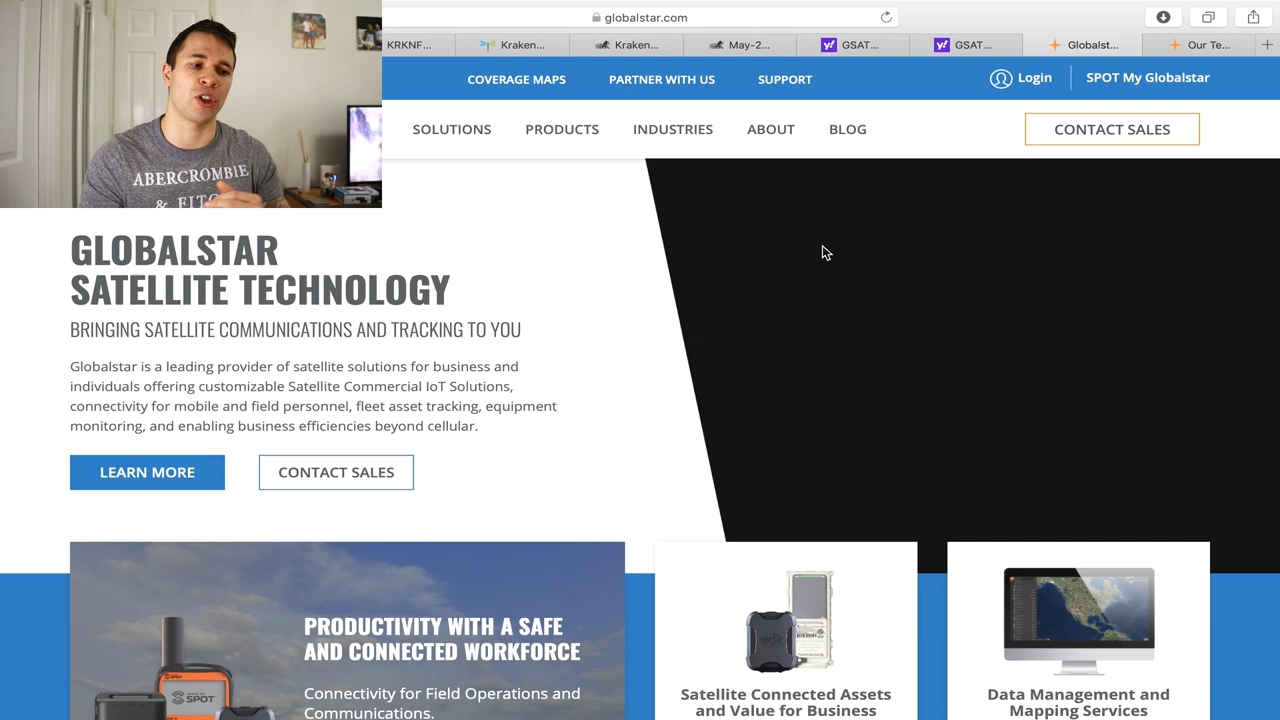 globalstar.com
KRKNF...
Kraken...
Kraken...
May-2...
GSAT...
GSAT...
Globalst...
Our Te...
COVERAGE MAPS
PARTNER WITH US
SUPPORT
Login
SPOT My Globalstar
SOLUTIONS
PRODUCTS
INDUSTRIES
ABOUT
BLOG
CONTACT SALES
ABERCROMBIE
& FITC
GLOBALSTAR
SATELLITE TECHNOLOGY
BRINGING SATELLITE COMMUNICATIONS AND TRACKING TO YOU
Globalstar is a leading provider of satellite solutions for business and
individuals offering customizable Satellite Commercial IoT Solutions,
connectivity for mobile and field personnel, fleet asset tracking, equipment
monitoring, and enabling business efficiencies beyond cellular.
LEARN MORE
CONTACT SALES
PRODUCTIVITY WITH A SAFE
AND CONNECTED WORKFORCE
Connectivity for Field Operations and
Communications.
SPOT
Satellite Connected Assets
and Value for Business
Data Management and
Mapping Services